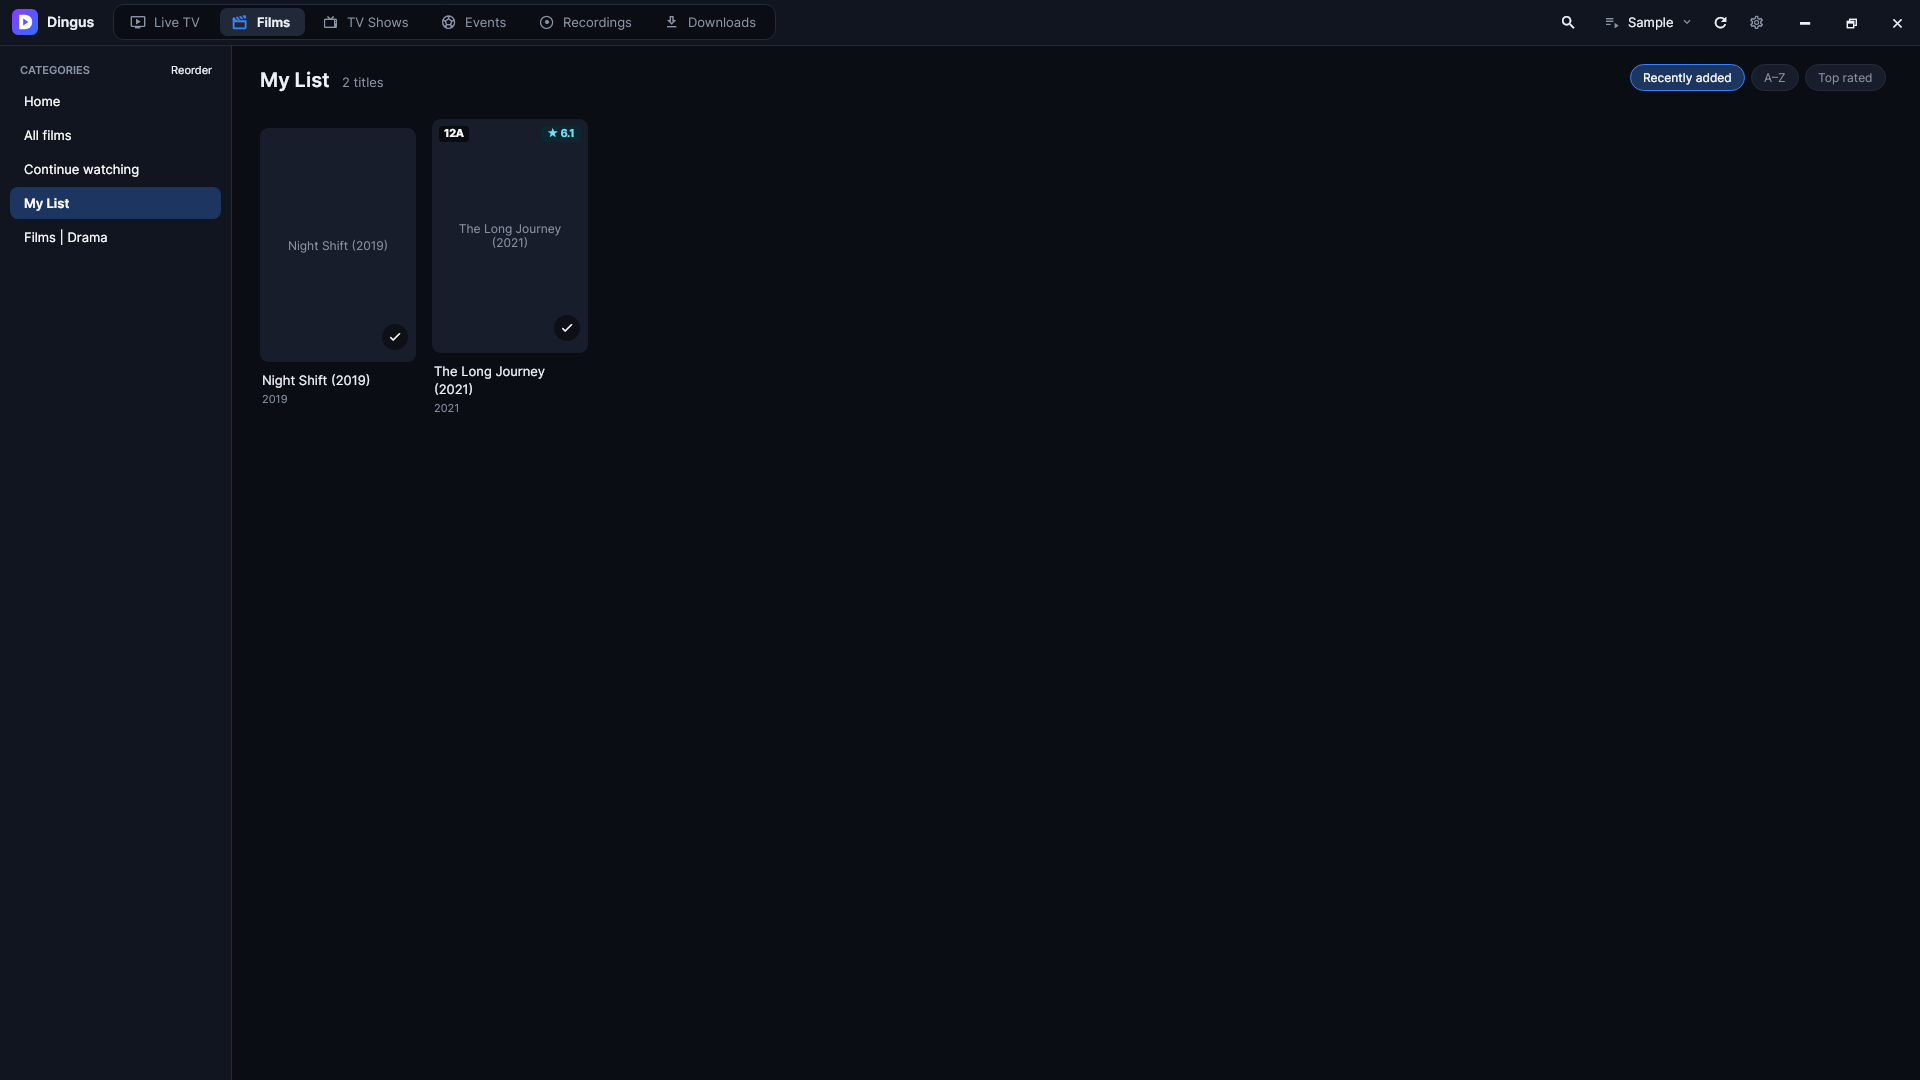 Dingus
Live TV
Films
TV Shows
Events
Recordings
Downloads
Sample
CATEGORIES
Reorder
Home
All films
Continue watching
My List
Films | Drama
My List
2 titles
Recently added
A–Z
Top rated
Night Shift (2019)
Night Shift (2019)
2019
12A
★ 6.1
The Long Journey
(2021)
The Long Journey
(2021)
2021